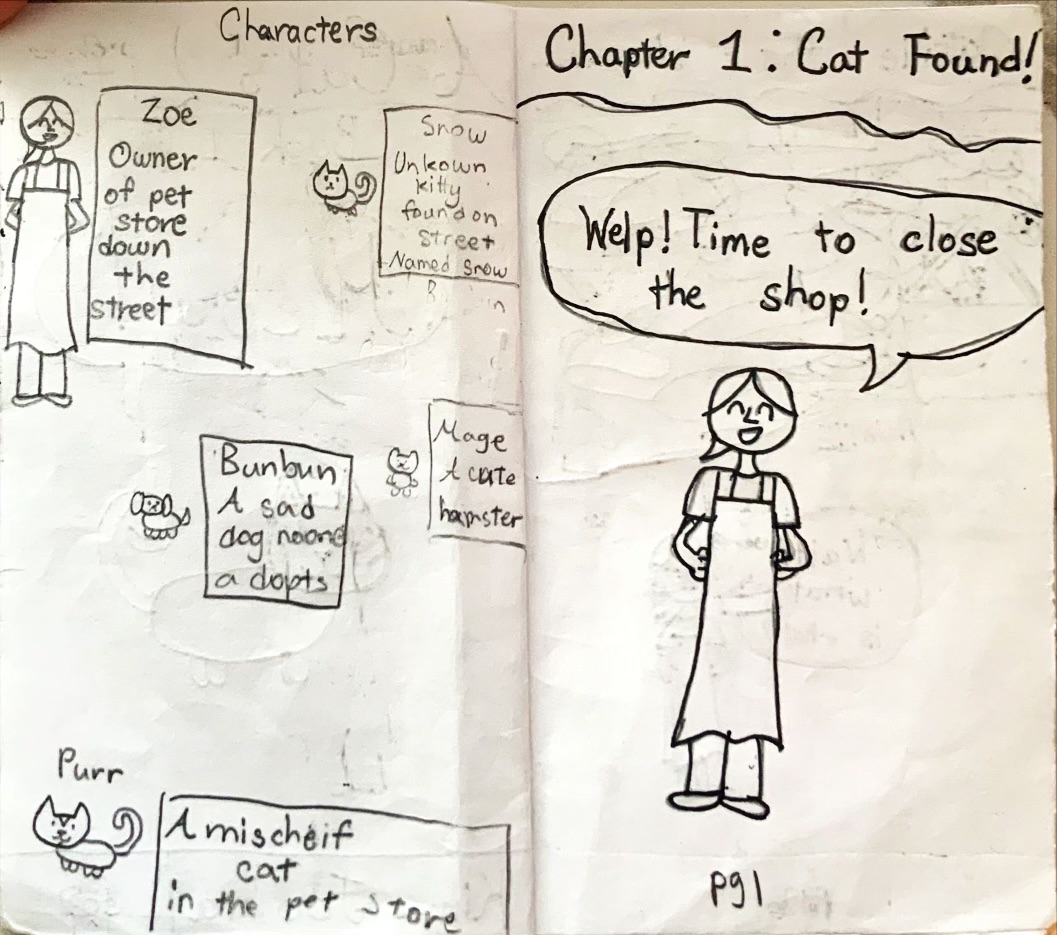 Characters
Zoe
Owner
of pet
store
down
the
street
Snow
Unkown
kitty
found on
street
Named Snow
Bunbun
A sad
dog noone
adopts
Mage
A cute
hamster
Purr
A mischeif
cat
in the pet store
Chapter 1: Cat Found!
Welp! Time to close
the shop!
pg 1